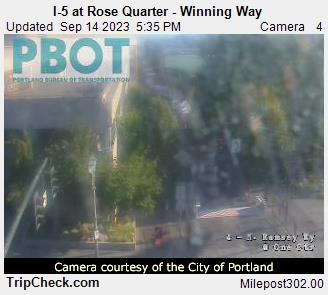 I-5 at Rose Quarter - Winning Way
Updated Sep 14 2023 5:35 PM Camera 4
PBOT
PORTLAND BUREAU OF TRANSPORTATION
Camera courtesy of the City of Portland
TripCheck.com Milepost302.00